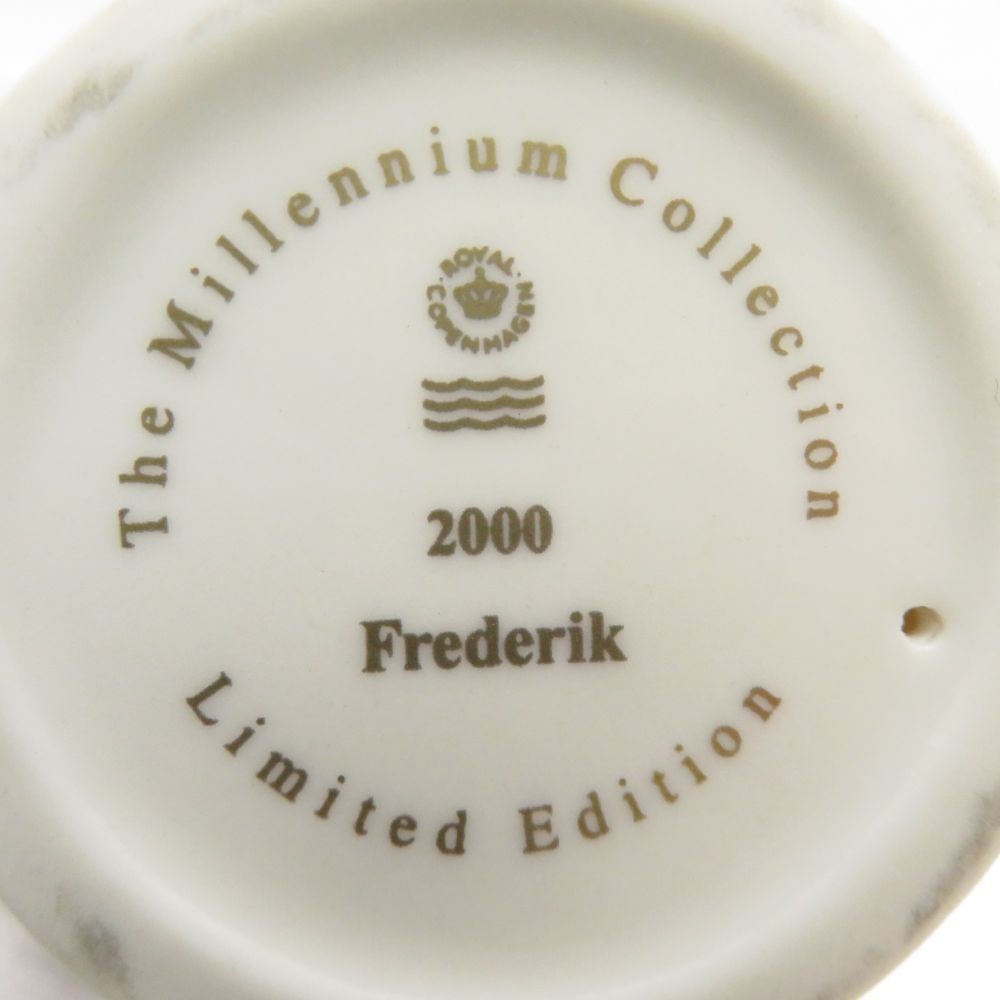 The Millennium Collection
ROYAL
COPENHAGEN
2000
Frederik
Limited Edition